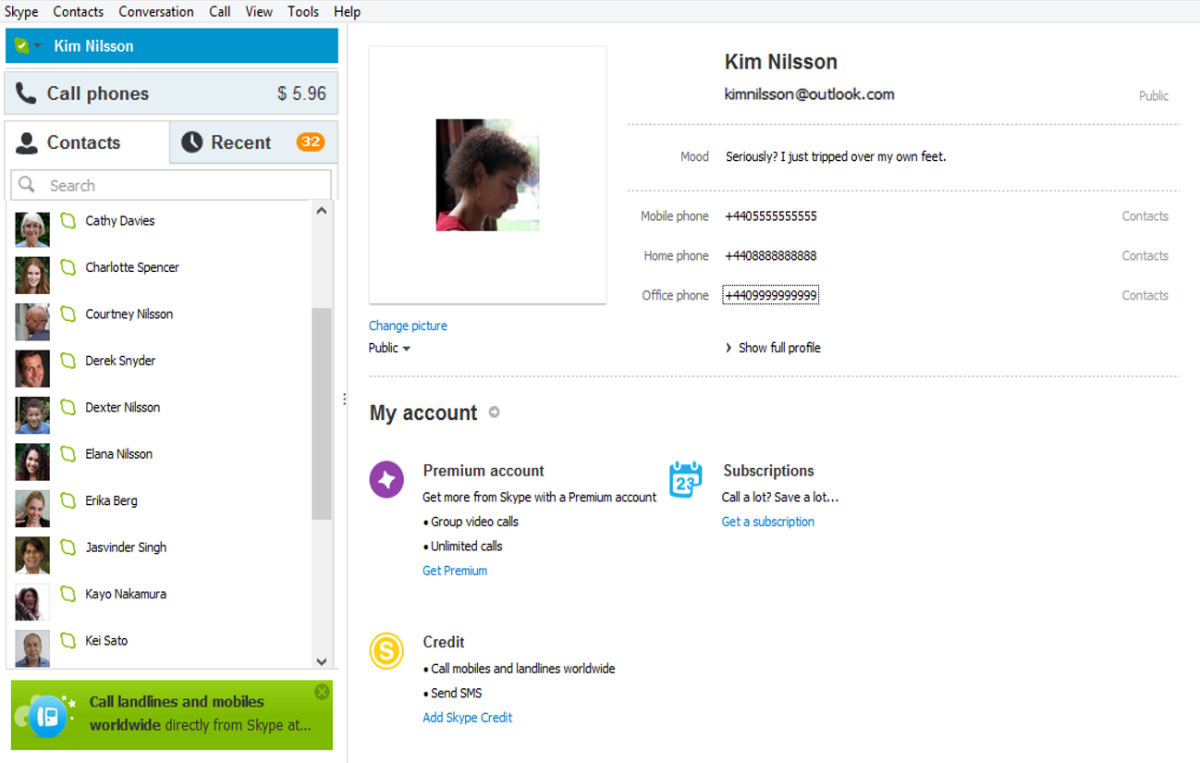 Skype Contacts Conversation Call View Tools Help
Kim Nilsson
Call phones $ 5.96
Contacts Recent 32
Search
Cathy Davies
Charlotte Spencer
Courtney Nilsson
Derek Snyder
Dexter Nilsson
Elana Nilsson
Erika Berg
Jasvinder Singh
Kayo Nakamura
Kei Sato
Call landlines and mobiles
worldwide directly from Skype at...
Kim Nilsson
kimnilsson@outlook.com Public
Mood Seriously? I just tripped over my own feet.
Mobile phone +4405555555555 Contacts
Home phone +4408888888888 Contacts
Office phone +4409999999999 Contacts
Change picture
Public
Show full profile
My account
Premium account
Get more from Skype with a Premium account
• Group video calls
• Unlimited calls
Get Premium
23
Subscriptions
Call a lot? Save a lot...
Get a subscription
S
Credit
• Call mobiles and landlines worldwide
• Send SMS
Add Skype Credit